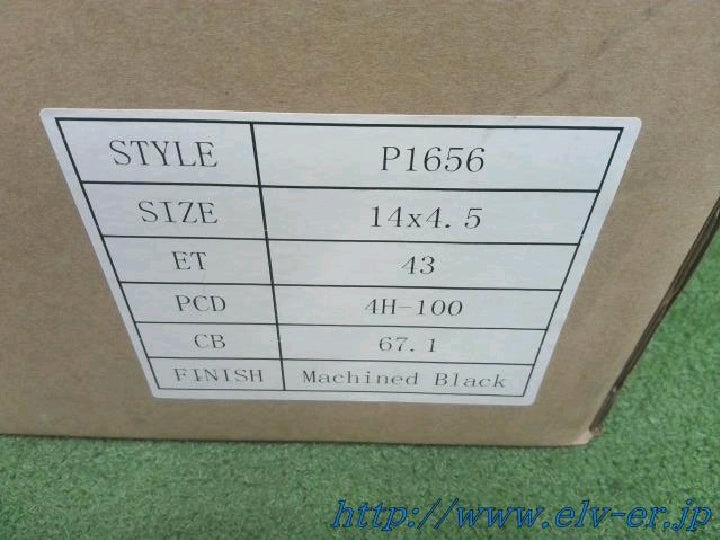 STYLE P1656
SIZE 14x4.5
ET 43
PCD 4H-100
CB 67.1
FINISH Machined Black
http://www.elv-er.jp